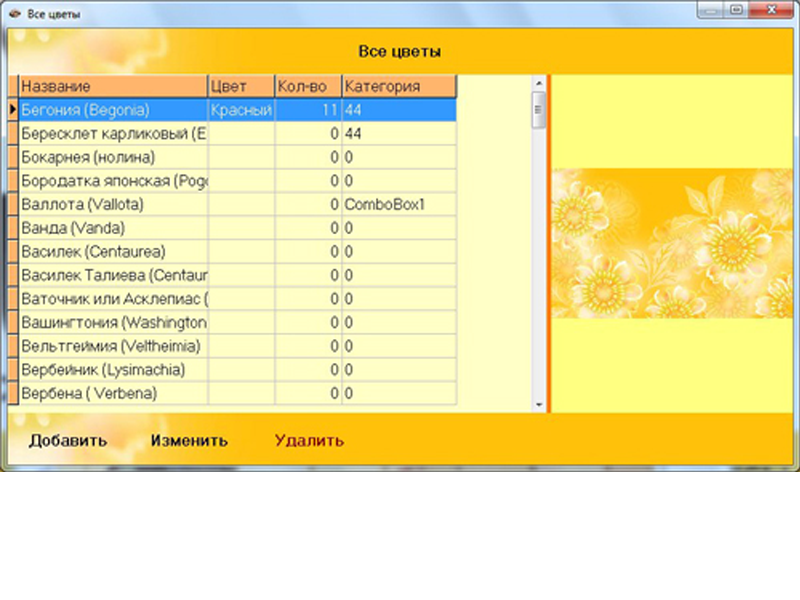 Все цветы
Все цветы
Название Цвет Кол-во Категория
Бегония (Begonia) Красный 11 44
Бересклет карликовый (E 0 44
Бокарнея (нолина) 0 0
Бородатка японская (Pogo 0 0
Валлота (Vallota) 0 ComboBox1
Ванда (Vanda) 0 0
Василек (Centaurea) 0 0
Василек Талиева (Centaur 0 0
Ваточник или Асклепиас ( 0 0
Вашингтония (Washington 0 0
Вельтгеймия (Veltheimia) 0 0
Вербейник (Lysimachia) 0 0
Вербена ( Verbena) 0 0
Добавить Изменить Удалить